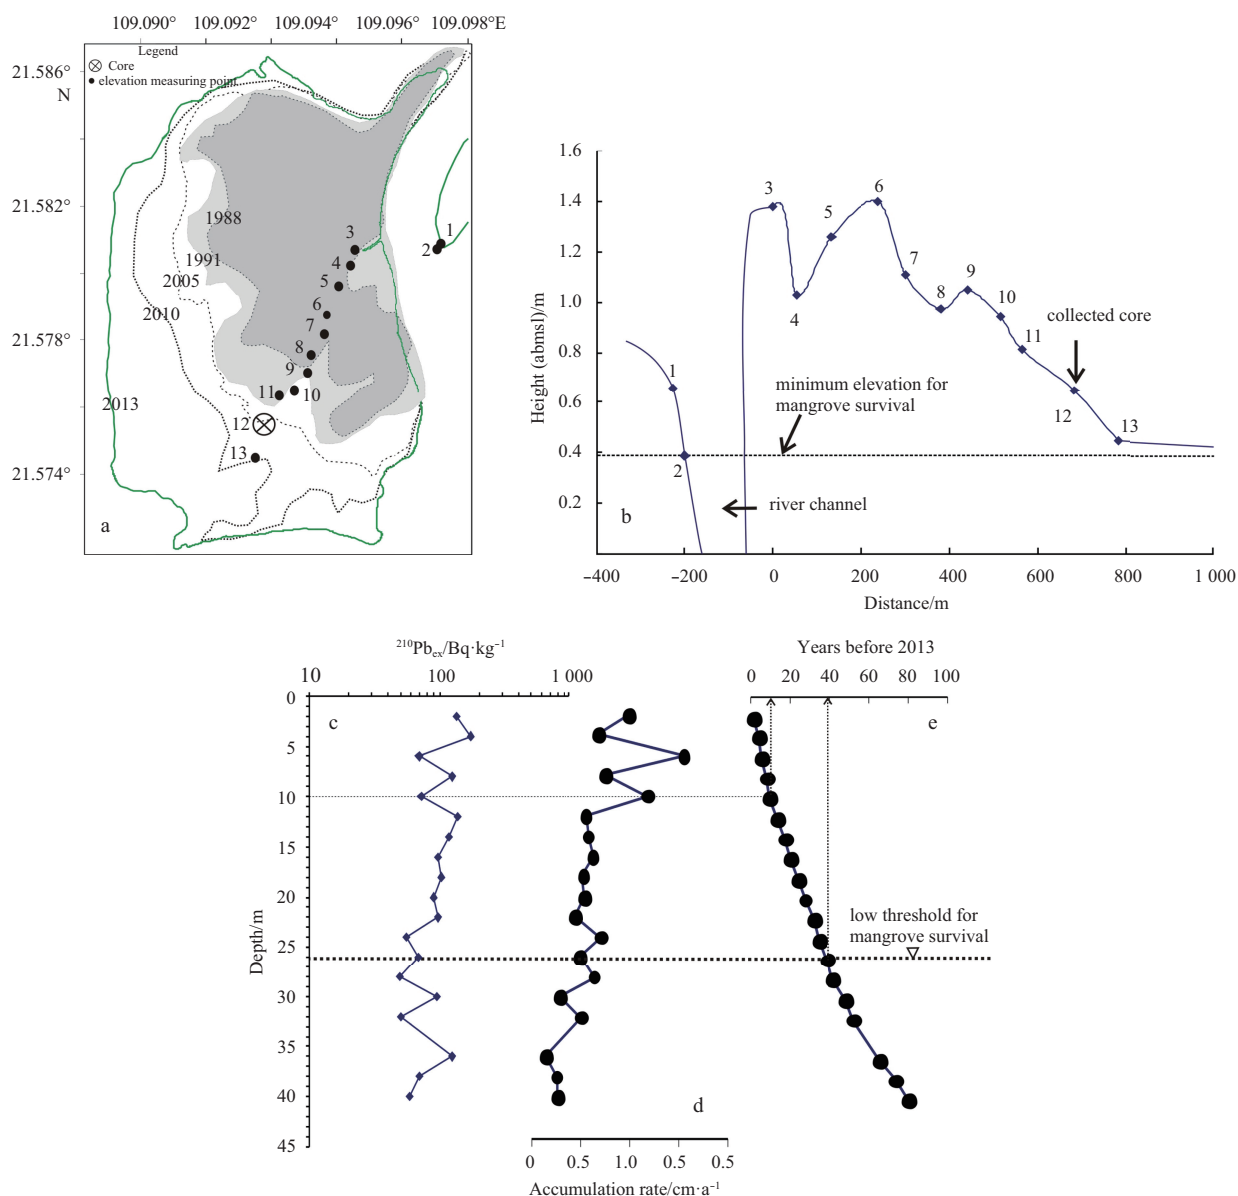 109.090° 109.092° 109.094° 109.096° 109.098°E
Legend
Core
elevation measuring point
21.586°
N
21.582°
21.578°
21.574°
1988
1991
2005
2010
2013
1
2
3
4
5
6
7
8
9
10
11
12
13
a
1.6
1.4
1.2
1.0
0.8
0.6
0.4
0.2
Height (abmsl)/m
3
6
5
7
9
8
10
4
11
collected core
1
minimum elevation for
mangrove survival
12
13
2
river channel
b
−400 −200 0 200 400 600 800 1 000
Distance/m
²¹⁰Pbₑₓ/Bq·kg⁻¹
10 100 1 000
Years before 2013
0 20 40 60 80 100
0
5
10
15
20
25
30
35
40
45
Depth/m
c
e
low threshold for
mangrove survival
d
0 0.5 1.0 0.5 0.5
Accumulation rate/cm·a⁻¹